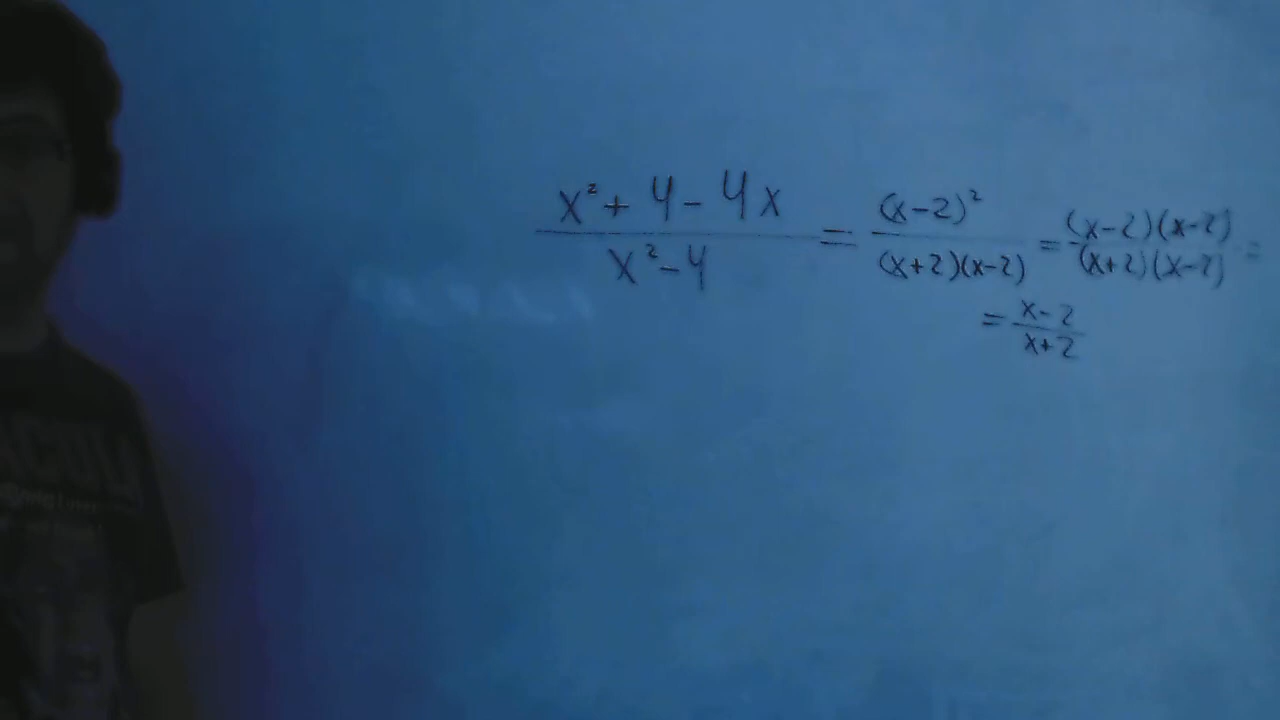 x² + 4 - 4x / x² - 4 = (x-2)² / (x+2)(x-2) = (x-2)(x-2) / (x+2)(x-2) =
= x-2 / x+2